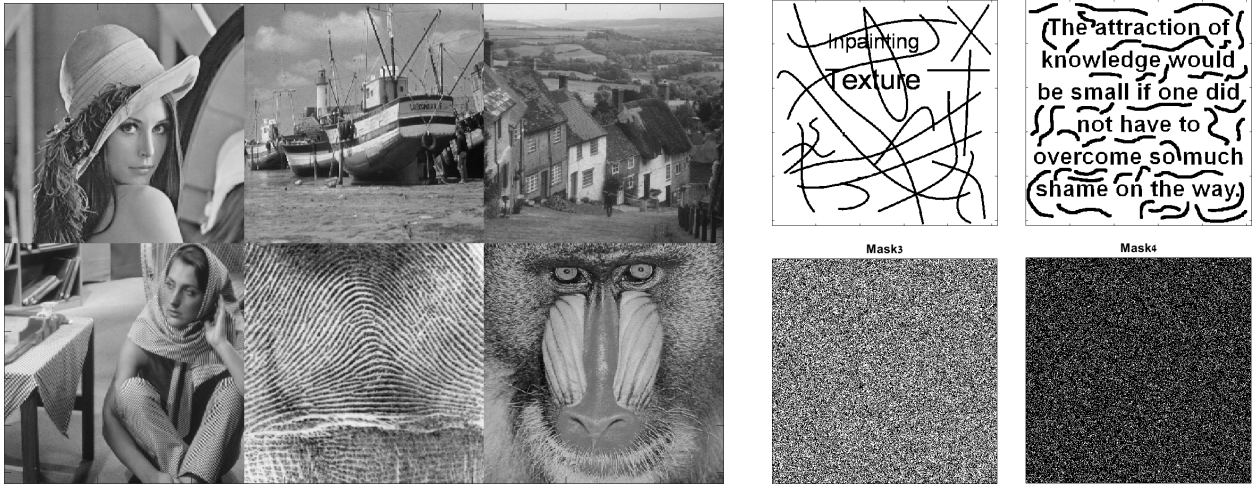 Inpainting
Texture
The attraction of
knowledge would
be small if one did
not have to
overcome so much
shame on the way
Mask3
Mask4